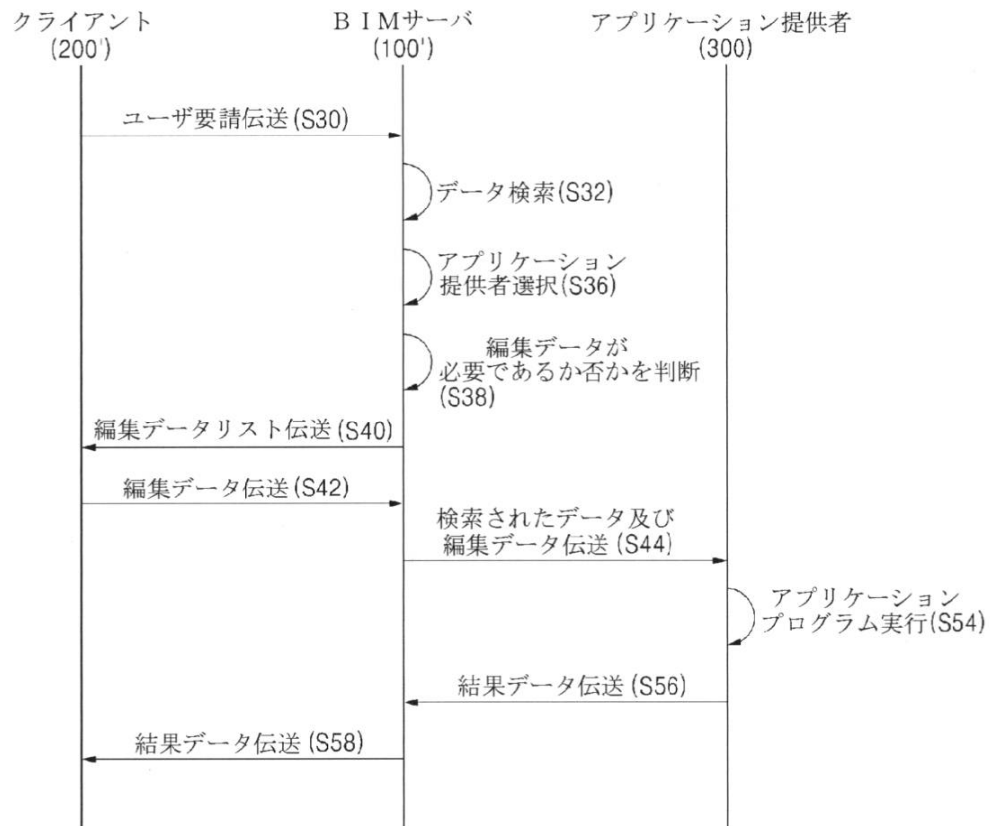 クライアント
(200')
ＢＩＭサーバ
(100')
アプリケーション提供者
(300)
ユーザ要請伝送(S30)
データ検索(S32)
アプリケーション
提供者選択(S36)
編集データが
必要であるか否かを判断
(S38)
編集データリスト伝送(S40)
編集データ伝送(S42)
検索されたデータ及び
編集データ伝送(S44)
アプリケーション
プログラム実行(S54)
結果データ伝送(S56)
結果データ伝送(S58)